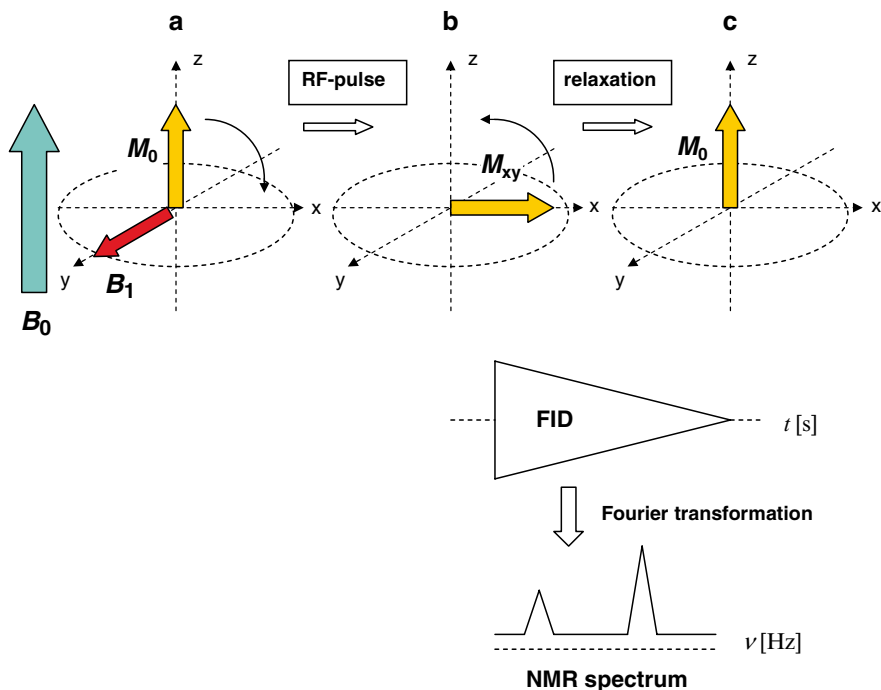 a
b
c
z
RF-pulse
z
relaxation
z
M0
Mxy
M0
x
x
x
y
B1
y
y
B0
FID
t [s]
Fourier transformation
ν [Hz]
NMR spectrum